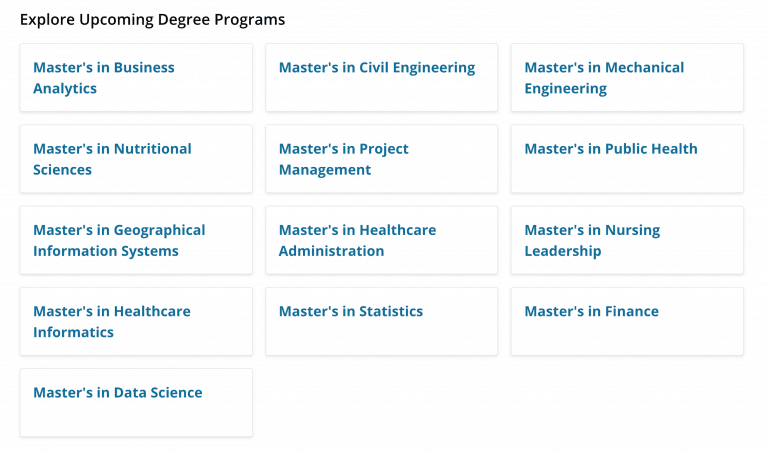 Explore Upcoming Degree Programs
Master's in Business
Analytics
Master's in Civil Engineering
Master's in Mechanical
Engineering
Master's in Nutritional
Sciences
Master's in Project
Management
Master's in Public Health
Master's in Geographical
Information Systems
Master's in Healthcare
Administration
Master's in Nursing
Leadership
Master's in Healthcare
Informatics
Master's in Statistics
Master's in Finance
Master's in Data Science